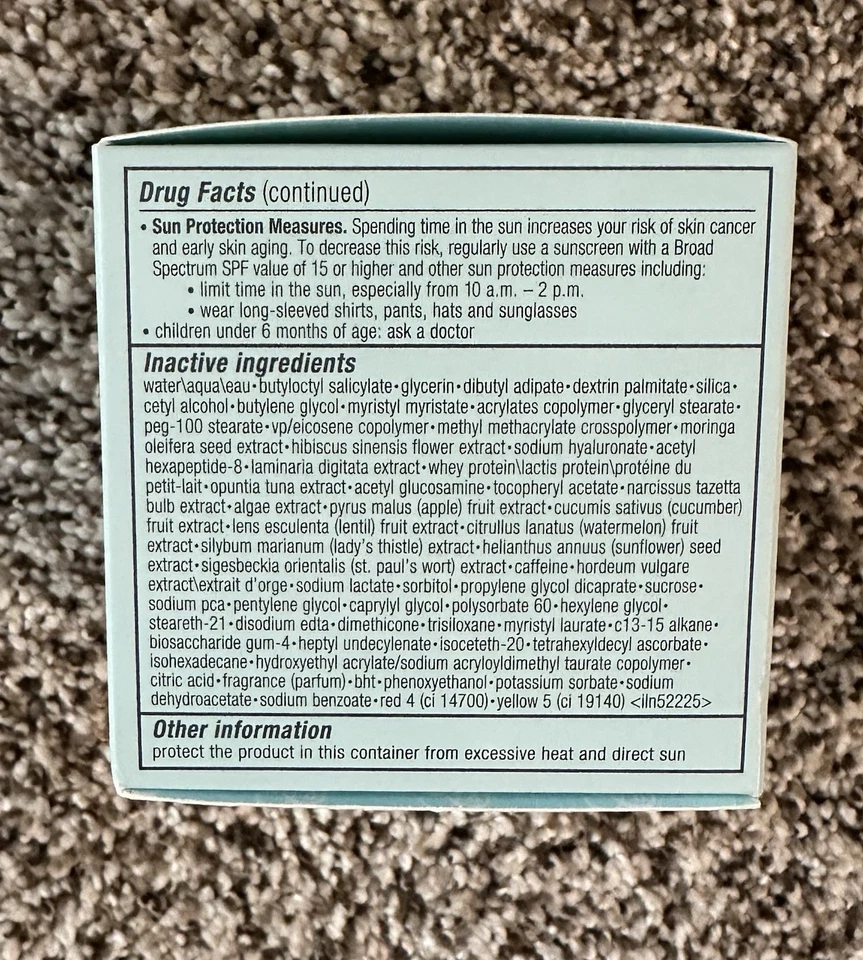 Drug Facts (continued)
• Sun Protection Measures. Spending time in the sun increases your risk of skin cancer
and early skin aging. To decrease this risk, regularly use a sunscreen with a Broad
Spectrum SPF value of 15 or higher and other sun protection measures including:
• limit time in the sun, especially from 10 a.m. – 2 p.m.
• wear long-sleeved shirts, pants, hats and sunglasses
• children under 6 months of age: ask a doctor
Inactive ingredients
water\aqua\eau•butyloctyl salicylate•glycerin•dibutyl adipate•dextrin palmitate•silica•
cetyl alcohol•butylene glycol•myristyl myristate•acrylates copolymer•glyceryl stearate•
peg-100 stearate•vp/eicosene copolymer•methyl methacrylate crosspolymer•moringa
oleifera seed extract•hibiscus sinensis flower extract•sodium hyaluronate•acetyl
hexapeptide-8•laminaria digitata extract•whey protein\lactis protein\protéine du
petit-lait•opuntia tuna extract•acetyl glucosamine•tocopheryl acetate•narcissus tazetta
bulb extract•algae extract•pyrus malus (apple) fruit extract•cucumis sativus (cucumber)
fruit extract•lens esculenta (lentil) fruit extract•citrullus lanatus (watermelon) fruit
extract•silybum marianum (lady's thistle) extract•helianthus annuus (sunflower) seed
extract•sigesbeckia orientalis (st. paul's wort) extract•caffeine•hordeum vulgare
extract\extrait d'orge•sodium lactate•sorbitol•propylene glycol dicaprate•sucrose•
sodium pca•pentylene glycol•caprylyl glycol•polysorbate 60•hexylene glycol•
steareth-21•disodium edta•dimethicone•trisiloxane•myristyl laurate•c13-15 alkane•
biosaccharide gum-4•heptyl undecylenate•isoceteth-20•tetrahexyldecyl ascorbate•
isohexadecane•hydroxyethyl acrylate/sodium acryloyldimethyl taurate copolymer•
citric acid•fragrance (parfum)•bht•phenoxyethanol•potassium sorbate•sodium
dehydroacetate•sodium benzoate•red 4 (ci 14700)•yellow 5 (ci 19140) <iln52225>
Other information
protect the product in this container from excessive heat and direct sun